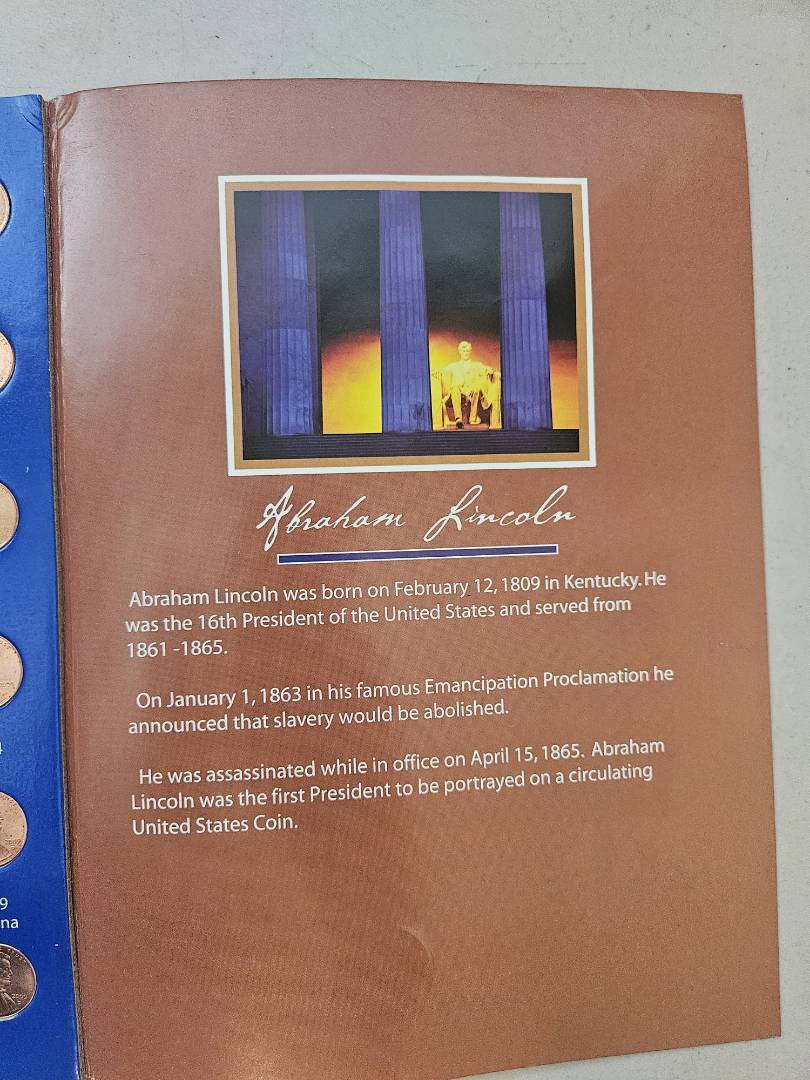 Abraham Lincoln
Abraham Lincoln was born on February 12, 1809 in Kentucky. He
was the 16th President of the United States and served from
1861 -1865.
On January 1, 1863 in his famous Emancipation Proclamation he
announced that slavery would be abolished.
He was assassinated while in office on April 15, 1865. Abraham
Lincoln was the first President to be portrayed on a circulating
United States Coin.
9
na